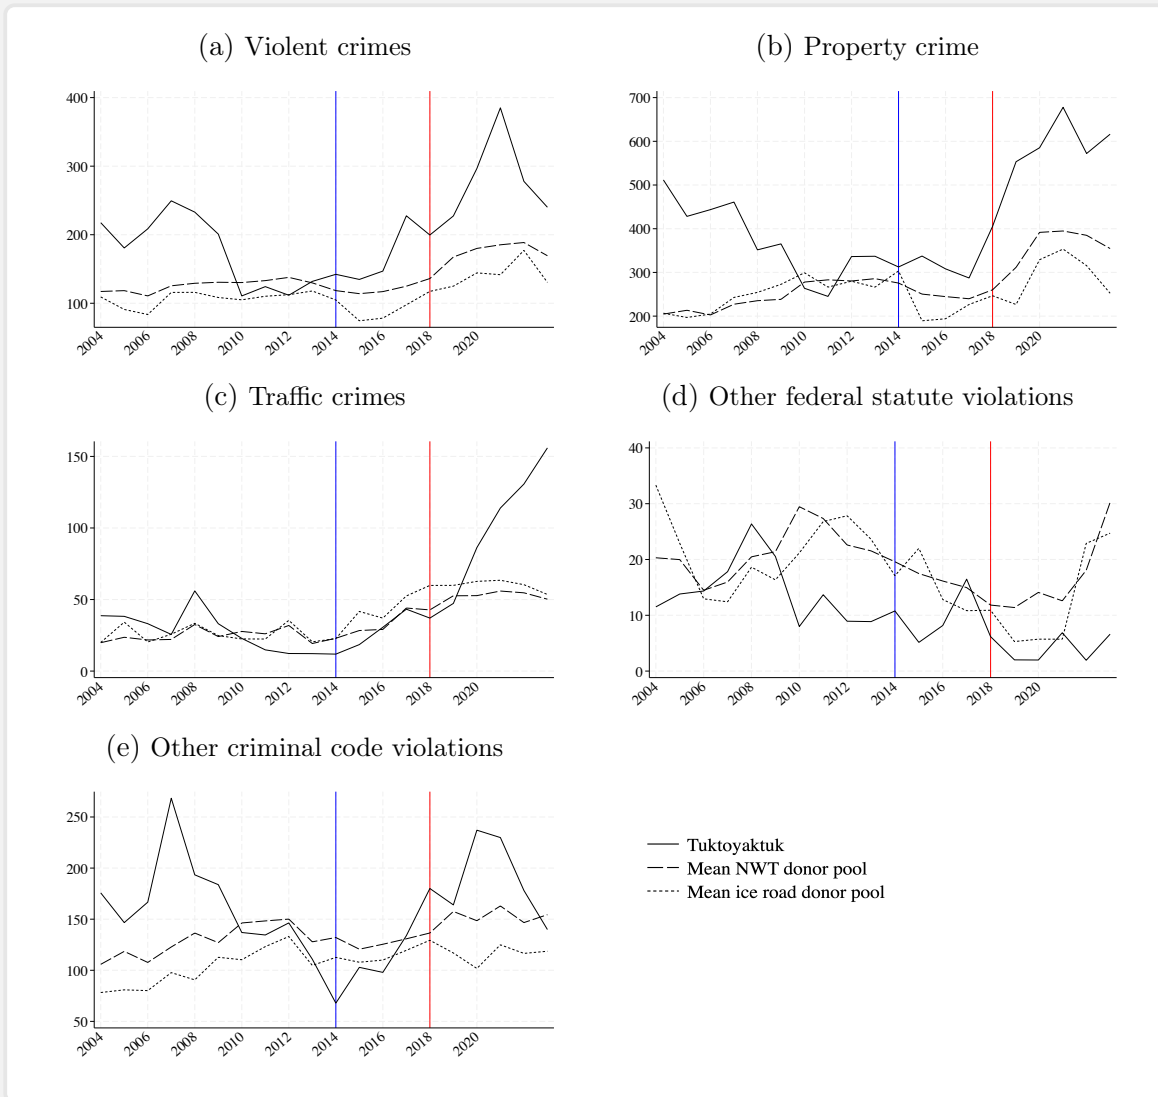 (a) Violent crimes
400
300
200
100
2004 2006 2008 2010 2012 2014 2016 2018 2020
(b) Property crime
700
600
500
400
300
200
2004 2006 2008 2010 2012 2014 2016 2018 2020
(c) Traffic crimes
150
100
50
0
2004 2006 2008 2010 2012 2014 2016 2018 2020
(d) Other federal statute violations
40
30
20
10
0
2004 2006 2008 2010 2012 2014 2016 2018 2020
(e) Other criminal code violations
250
200
150
100
50
2004 2006 2008 2010 2012 2014 2016 2018 2020
Tuktoyaktuk
Mean NWT donor pool
Mean ice road donor pool